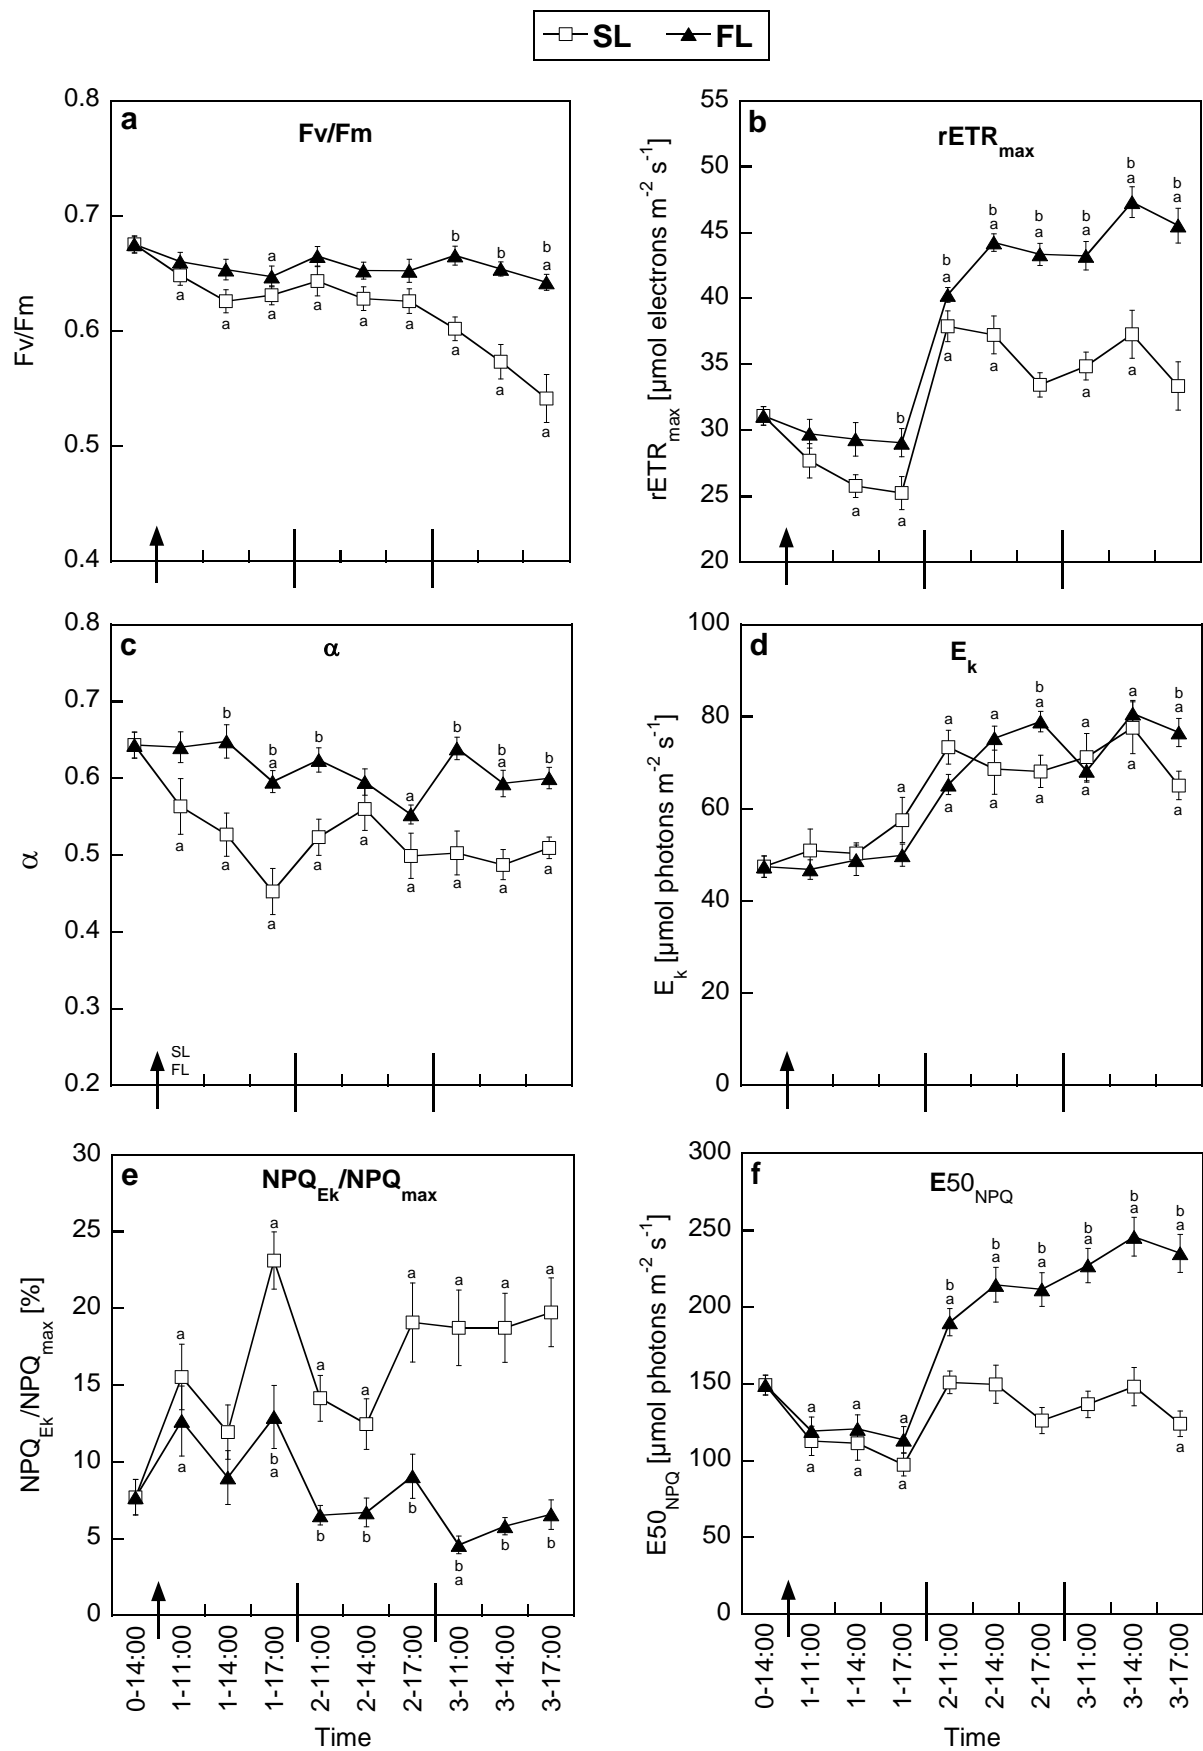 SL FL
a
Fv/Fm
Fv/Fm
0.8
0.7
0.6
0.5
0.4
a
b b b
a
a a a a a a a a a
b
rETRmax
rETRmax [µmol electrons m-2 s-1]
55
50
45
40
35
30
25
20
b b b b b b b
a a a a a a
a a a a a a
c
α
α
0.8
0.7
0.6
0.5
0.4
0.3
0.2
b b b a b b b
a a
a a a a a a a a a
SL
FL
d
Ek
Ek [µmol photons m-2 s-1]
100
80
60
40
20
0
a a a b a a b
a a
a a a a a
e
NPQEk/NPQmax
NPQEk/NPQmax [%]
30
25
20
15
10
5
0
a a a a a a a a
a b b b b b b b
a a
0-14:00 1-11:00 1-14:00 1-17:00 2-11:00 2-14:00 2-17:00 3-11:00 3-14:00 3-17:00
Time
f
E50NPQ
E50NPQ [µmol photons m-2 s-1]
300
250
200
150
100
50
0
a a a b b b b b b
a a a a a a
a a a a
0-14:00 1-11:00 1-14:00 1-17:00 2-11:00 2-14:00 2-17:00 3-11:00 3-14:00 3-17:00
Time